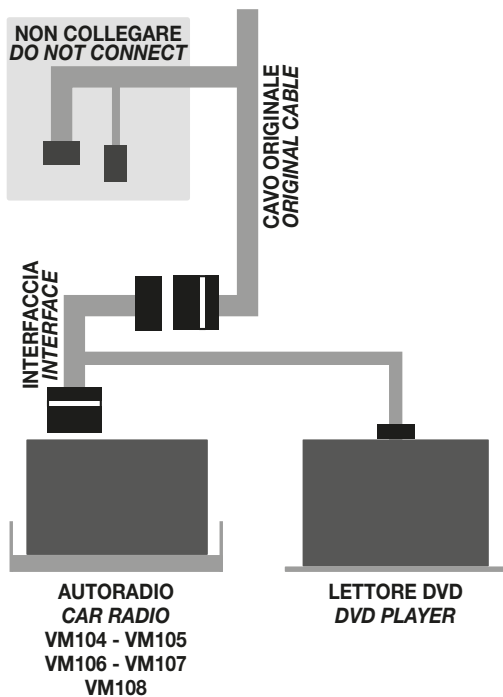 NON COLLEGARE
DO NOT CONNECT
CAVO ORIGINALE
ORIGINAL CABLE
INTERFACCIA
INTERFACE
AUTORADIO
CAR RADIO
VM104 - VM105
VM106 - VM107
VM108
LETTORE DVD
DVD PLAYER